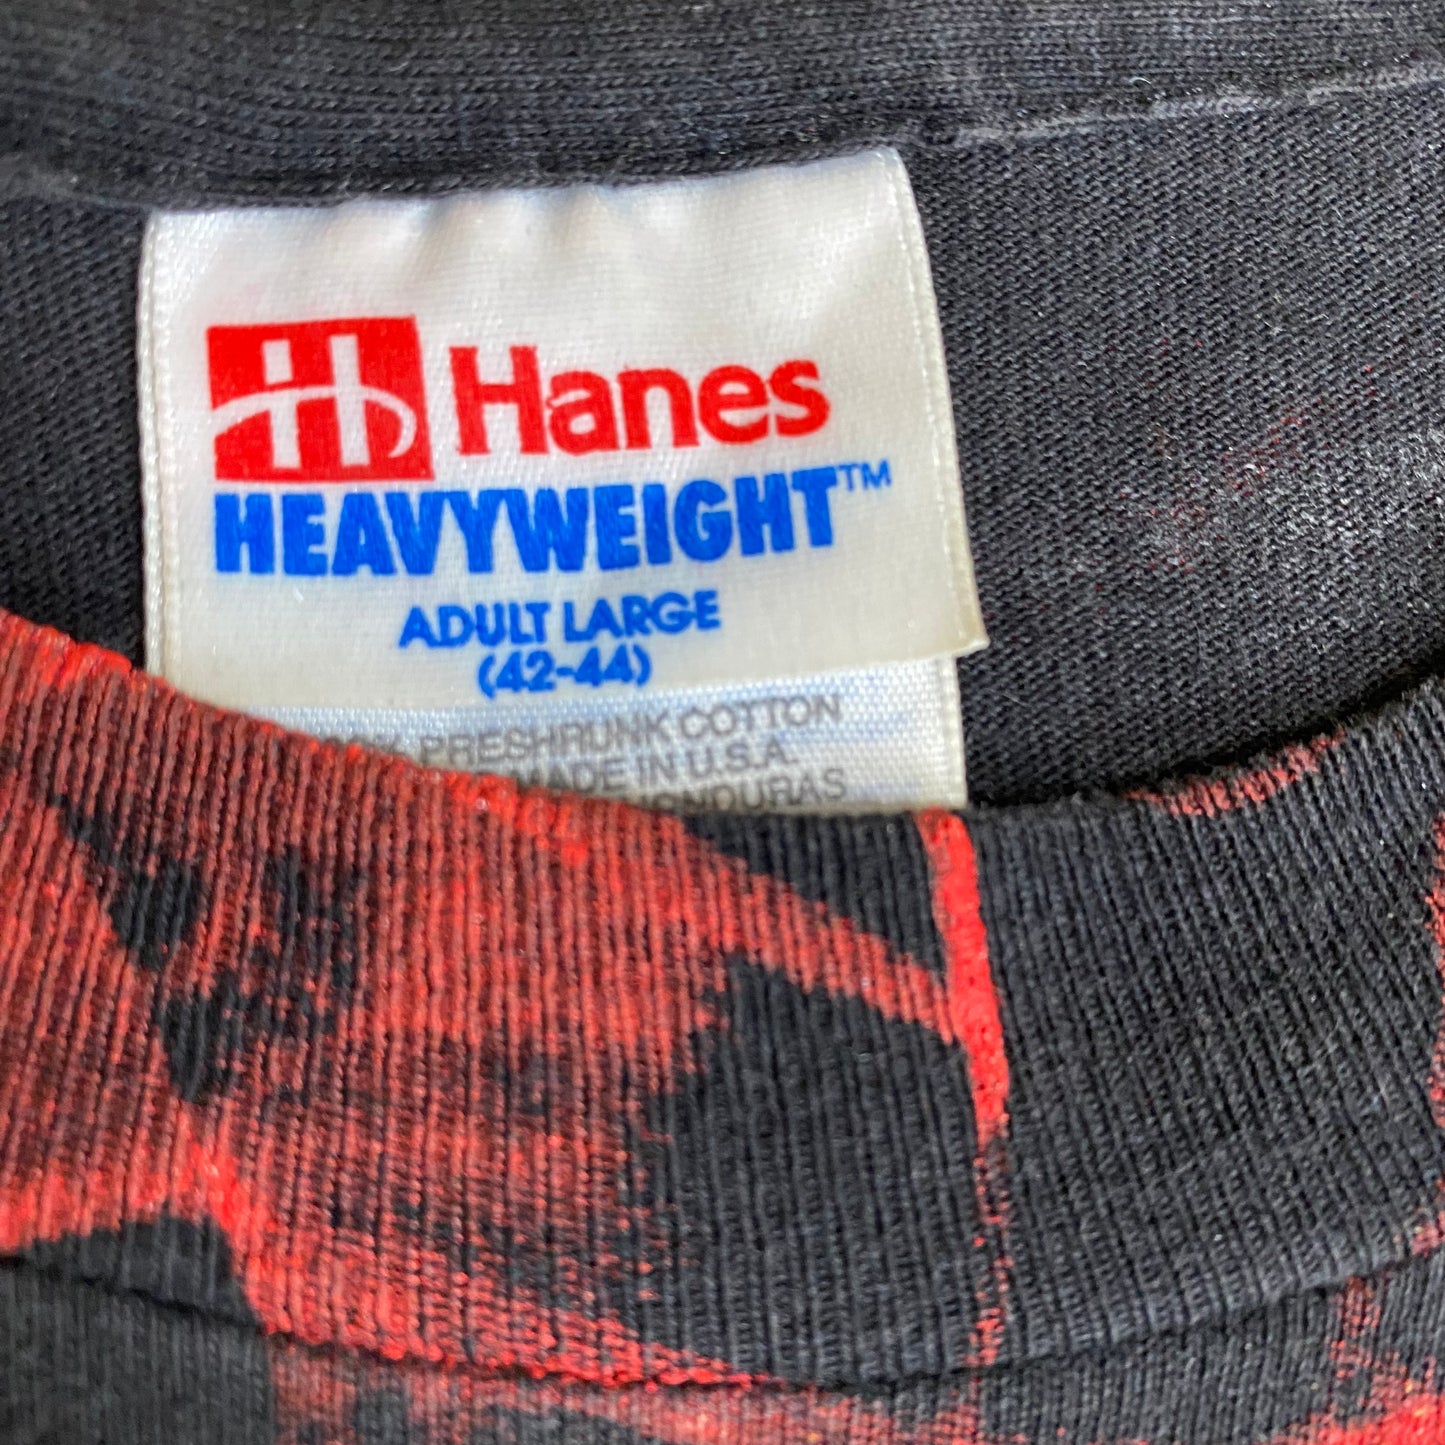 Hanes
HEAVYWEIGHT™
ADULT LARGE
(42-44)
PRESHRUNK COTTON
MADE IN U.S.A.
HONDURAS